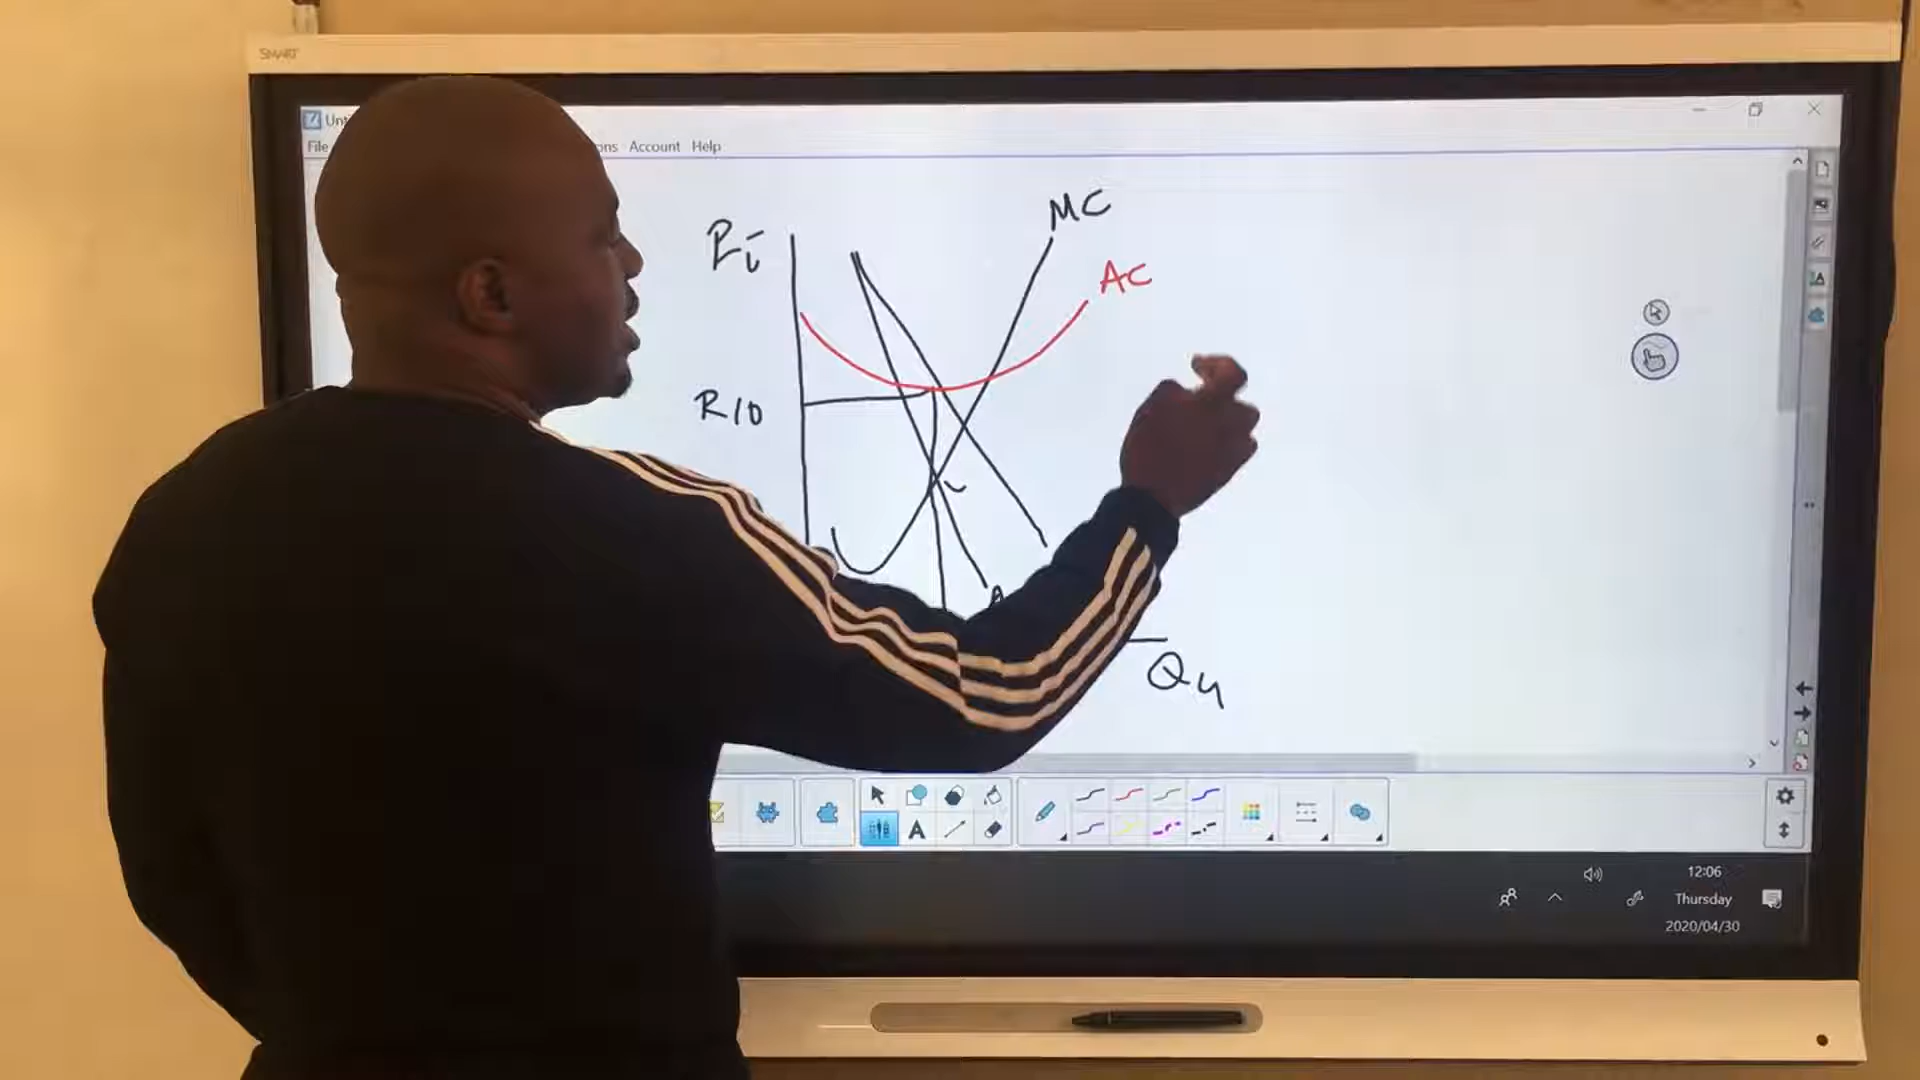 SMART
File
Account Help
MC
Pi
AC
R10
Qu
12:06
Thursday
2020/04/30